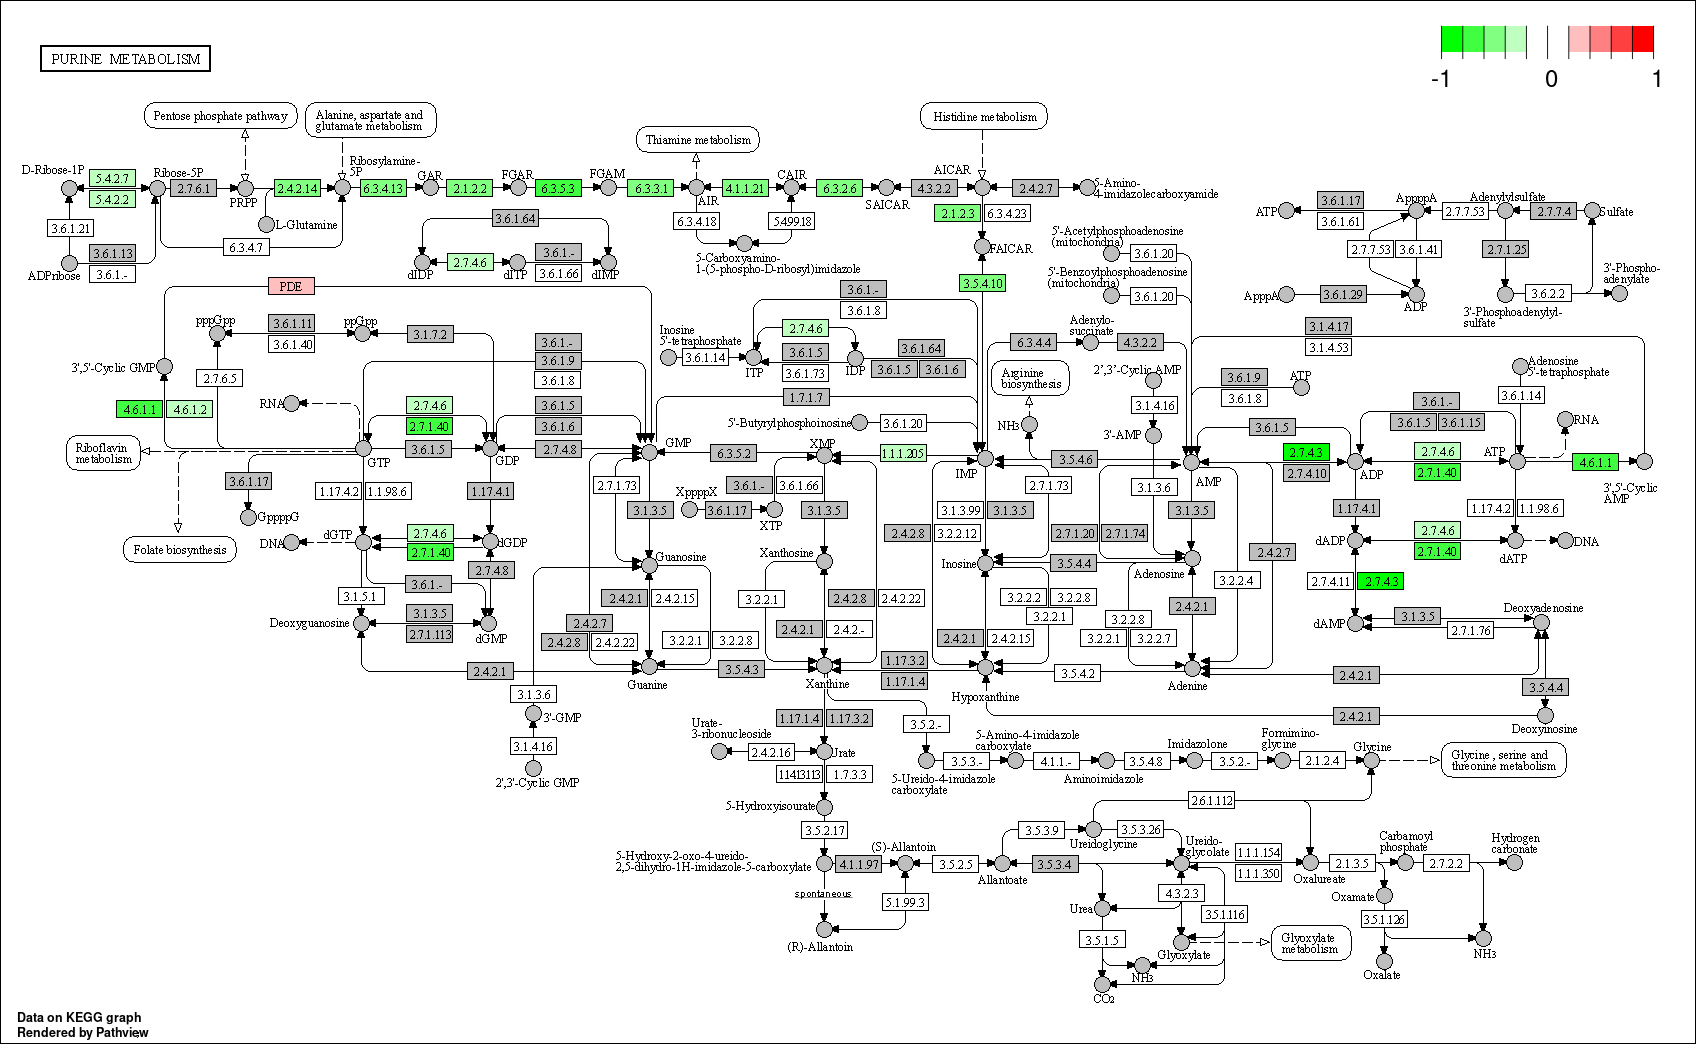 PURINE METABOLISM
-1 0 1
Pentose phosphate pathway
Alanine, aspartate and
glutamate metabolism
Thiamine metabolism
Histidine metabolism
D-Ribose-1P
5.4.2.7
5.4.2.2
Ribose-5P
2.7.6.1
PRPP
2.4.2.14
Ribosylamine-
5P
6.3.4.13
GAR
2.1.2.2
FGAR
6.3.5.3
FGAM
6.3.3.1
AIR
4.1.1.21
CAIR
6.3.2.6
SAICAR
4.3.2.2
AICAR
2.4.2.7
5-Amino-
4-imidazolecarboxyamide
3.6.1.21
L-Glutamine
6.3.4.7
3.6.1.13
3.6.1.-
ADPribose
3.6.1.64
dIDP
2.7.4.6
dITP
3.6.1.-
3.6.1.66
dIMP
6.3.4.18
5.4.99.18
5-Carboxyamino-
1-(5-phospho-D-ribosyl)imidazole
2.1.2.3
6.3.4.23
FAICAR
3.5.4.10
5'-Acetylphosphoadenosine
(mitochondria)
3.6.1.20
5'-Benzoylphosphoadenosine
(mitochondria)
3.6.1.20
ATP
3.6.1.17
3.6.1.61
AppppA
2.7.7.53
Adenylylsulfate
2.7.7.4
Sulfate
2.7.7.53
3.6.1.41
2.7.1.25
ApppA
3.6.1.29
ADP
3.6.2.2
3'-Phospho-
adenylate
3'-Phosphoadenylyl-
sulfate
PDE
pppGpp
3.6.1.11
3.6.1.40
ppGpp
3.1.7.2
3',5'-Cyclic GMP
2.7.6.5
3.6.1.-
3.6.1.9
3.6.1.8
Inosine
5'-tetraphosphate
3.6.1.14
ITP
2.7.4.6
3.6.1.5
3.6.1.73
IDP
3.6.1.-
3.6.1.8
3.6.1.64
3.6.1.5
3.6.1.6
6.3.4.4
Adenylo-
succinate
4.3.2.2
3.1.4.17
3.1.4.53
Arginine
biosynthesis
2',3'-Cyclic AMP
3.1.4.16
3'-AMP
NH3
3.6.1.9
3.6.1.8
ATP
Adenosine
5'-tetraphosphate
3.6.1.14
4.6.1.1
4.6.1.2
RNA
2.7.4.6
2.7.1.40
3.6.1.5
3.6.1.6
1.7.1.7
5'-Butyrylphosphoinosine
3.6.1.20
3.6.1.5
3.6.1.-
3.6.1.5
3.6.1.15
RNA
Riboflavin
metabolism
GTP
3.6.1.5
GDP
2.7.4.8
GMP
6.3.5.2
XMP
1.1.1.205
IMP
3.5.4.6
AMP
2.7.4.3
2.7.4.10
ADP
2.7.4.6
2.7.1.40
ATP
4.6.1.1
3',5'-Cyclic
AMP
3.6.1.17
GppppG
1.17.4.2
1.1.98.6
1.17.4.1
2.7.1.73
3.1.3.5
XppppX
3.6.1.17
3.6.1.-
3.6.1.66
XTP
3.1.3.5
2.7.1.73
3.1.3.99
3.1.3.5
2.4.2.8
3.2.2.12
3.1.3.6
3.1.3.5
2.7.1.20
2.7.1.74
2.4.2.7
1.17.4.1
1.17.4.2
1.1.98.6
Folate biosynthesis
DNA
dGTP
2.7.4.6
2.7.1.40
dGDP
2.7.4.8
3.6.1.-
3.1.5.1
Deoxyguanosine
3.1.3.5
2.7.1.113
dGMP
Guanosine
2.4.2.1
2.4.2.15
2.4.2.7
2.4.2.8
2.4.2.22
3.2.2.1
3.2.2.8
Xanthosine
3.2.2.1
2.4.2.8
2.4.2.22
2.4.2.1
2.4.2.-
Inosine
3.5.4.4
Adenosine
3.2.2.2
3.2.2.8
3.2.2.1
2.4.2.1
2.4.2.15
3.2.2.4
2.4.2.1
3.2.2.8
3.2.2.1
3.2.2.7
dADP
2.7.4.6
2.7.1.40
dATP
DNA
2.7.4.11
2.7.4.3
dAMP
3.1.3.5
2.7.1.76
Deoxyadenosine
2.4.2.1
Guanine
3.5.4.3
Xanthine
1.17.3.2
1.17.1.4
Hypoxanthine
3.5.4.2
Adenine
2.4.2.1
3.5.4.4
2.4.2.1
Deoxyinosine
3.1.3.6
3'-GMP
3.1.4.16
2',3'-Cyclic GMP
Urate-
3-ribonucleoside
2.4.2.16
1.17.1.4
1.17.3.2
Urate
1.14.13.113
1.7.3.3
3.5.2.-
5-Ureido-4-imidazole
carboxylate
3.5.3.-
5-Amino-4-imidazole
carboxylate
4.1.1.-
Aminoimidazole
3.5.4.8
Imidazolone
3.5.2.-
Formimino-
glycine
2.1.2.4
Glycine
Glycine , serine and
threonine metabolism
5-Hydroxyisourate
3.5.2.17
5-Hydroxy-2-oxo-4-ureido-
2,5-dihydro-1H-imidazole-5-carboxylate
4.1.1.97
(S)-Allantoin
3.5.2.5
Allantoate
3.5.3.9
Ureidoglycine
3.5.3.26
3.5.3.4
Ureido-
glycolate
2.6.1.112
1.1.1.154
1.1.1.350
Oxalureate
2.1.3.5
Carbamoyl
phosphate
2.7.2.2
Hydrogen
carbonate
spontaneous
5.1.99.3
(R)-Allantoin
Urea
4.3.2.3
3.5.1.116
3.5.1.5
Glyoxylate
Glyoxylate
metabolism
NH3
CO2
Oxamate
3.5.1.126
NH3
Oxalate
Data on KEGG graph
Rendered by Pathview